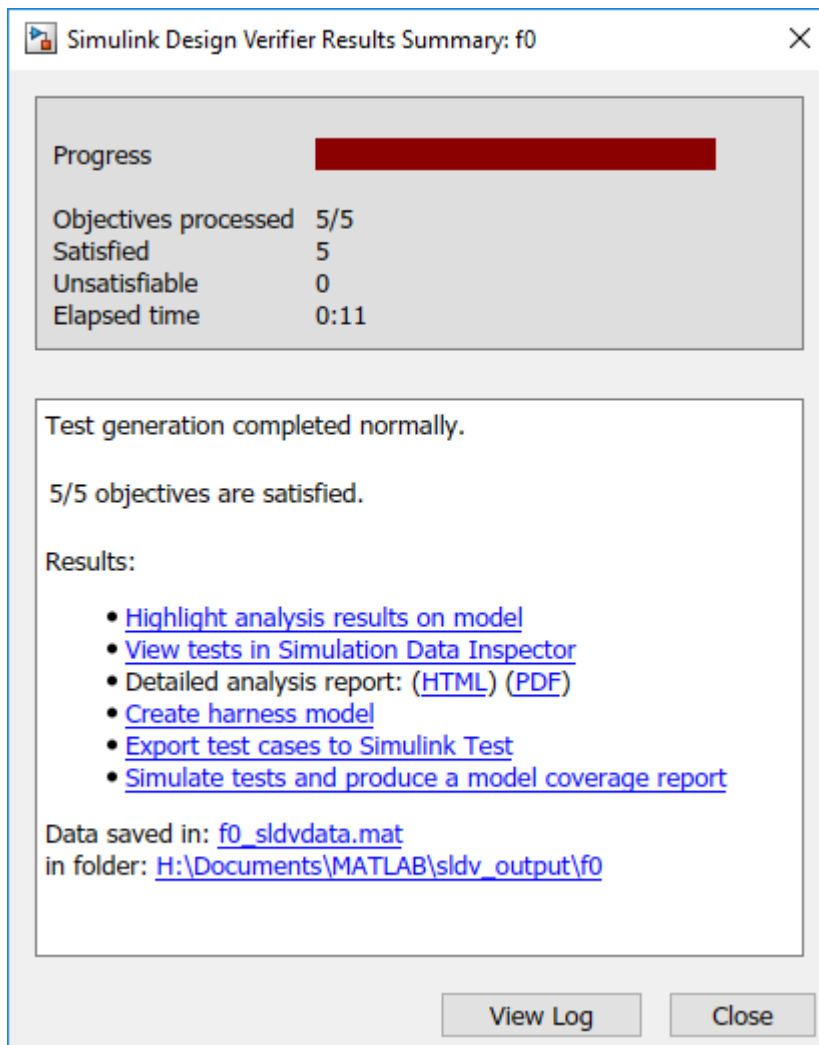 Simulink Design Verifier Results Summary: f0
Progress
Objectives processed 5/5
Satisfied 5
Unsatisfiable 0
Elapsed time 0:11
Test generation completed normally.
5/5 objectives are satisfied.
Results:
• Highlight analysis results on model
• View tests in Simulation Data Inspector
• Detailed analysis report: (HTML) (PDF)
• Create harness model
• Export test cases to Simulink Test
• Simulate tests and produce a model coverage report
Data saved in: f0_sldvdata.mat
in folder: H:\Documents\MATLAB\sldv_output\f0
View Log Close